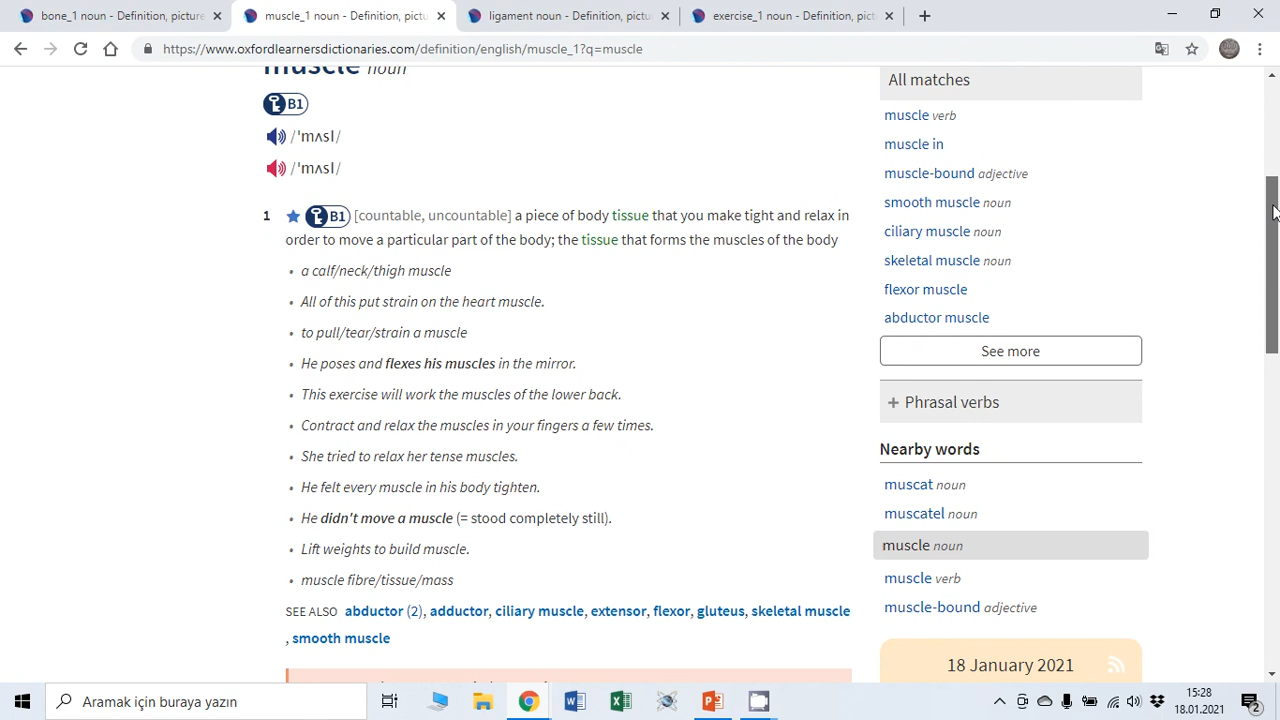 bone_1 noun - Definition, picture
muscle_1 noun - Definition, pictu
ligament noun - Definition, pictu
exercise_1 noun - Definition, pic
https://www.oxfordlearnersdictionaries.com/definition/english/muscle_1?q=muscle
muscle noun
B1
/ˈmʌsl/
/ˈmʌsl/
1 B1 [countable, uncountable] a piece of body tissue that you make tight and relax in
order to move a particular part of the body; the tissue that forms the muscles of the body
• a calf/neck/thigh muscle
• All of this put strain on the heart muscle.
• to pull/tear/strain a muscle
• He poses and flexes his muscles in the mirror.
• This exercise will work the muscles of the lower back.
• Contract and relax the muscles in your fingers a few times.
• She tried to relax her tense muscles.
• He felt every muscle in his body tighten.
• He didn't move a muscle (= stood completely still).
• Lift weights to build muscle.
• muscle fibre/tissue/mass
SEE ALSO abductor (2), adductor, ciliary muscle, extensor, flexor, gluteus, skeletal muscle
, smooth muscle
All matches
muscle verb
muscle in
muscle-bound adjective
smooth muscle noun
ciliary muscle noun
skeletal muscle noun
flexor muscle
abductor muscle
See more
+ Phrasal verbs
Nearby words
muscat noun
muscatel noun
muscle noun
muscle verb
muscle-bound adjective
18 January 2021
Aramak için buraya yazın
15:28
18.01.2021
2